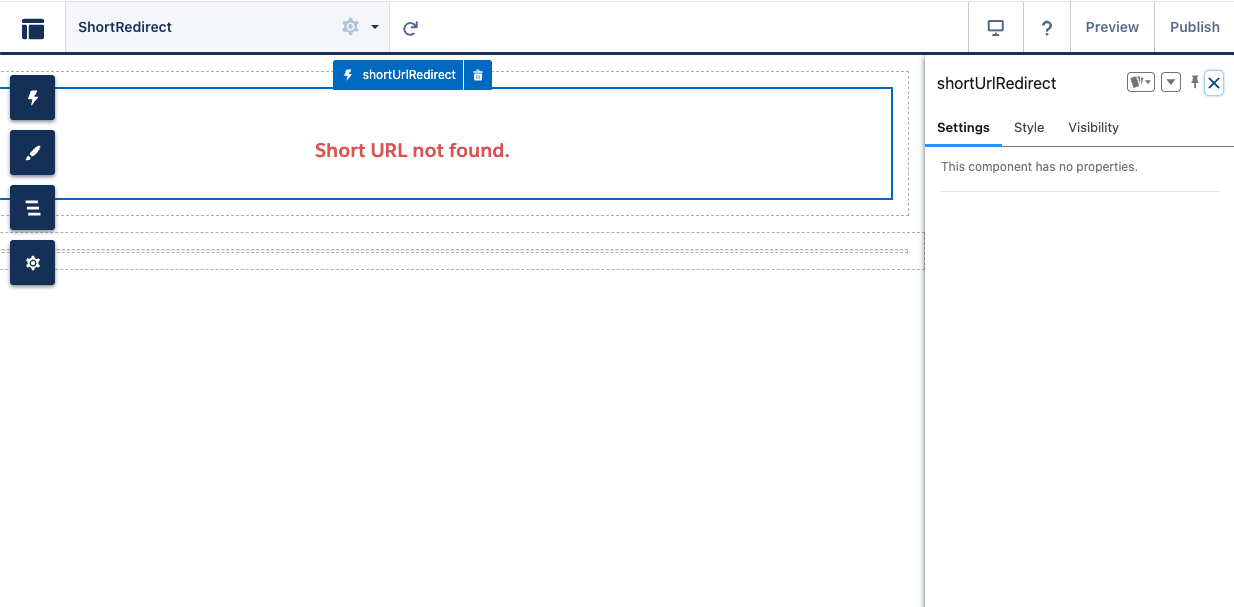 ShortRedirect
?
Preview
Publish
shortUrlRedirect
Short URL not found.
shortUrlRedirect
Settings Style Visibility
This component has no properties.